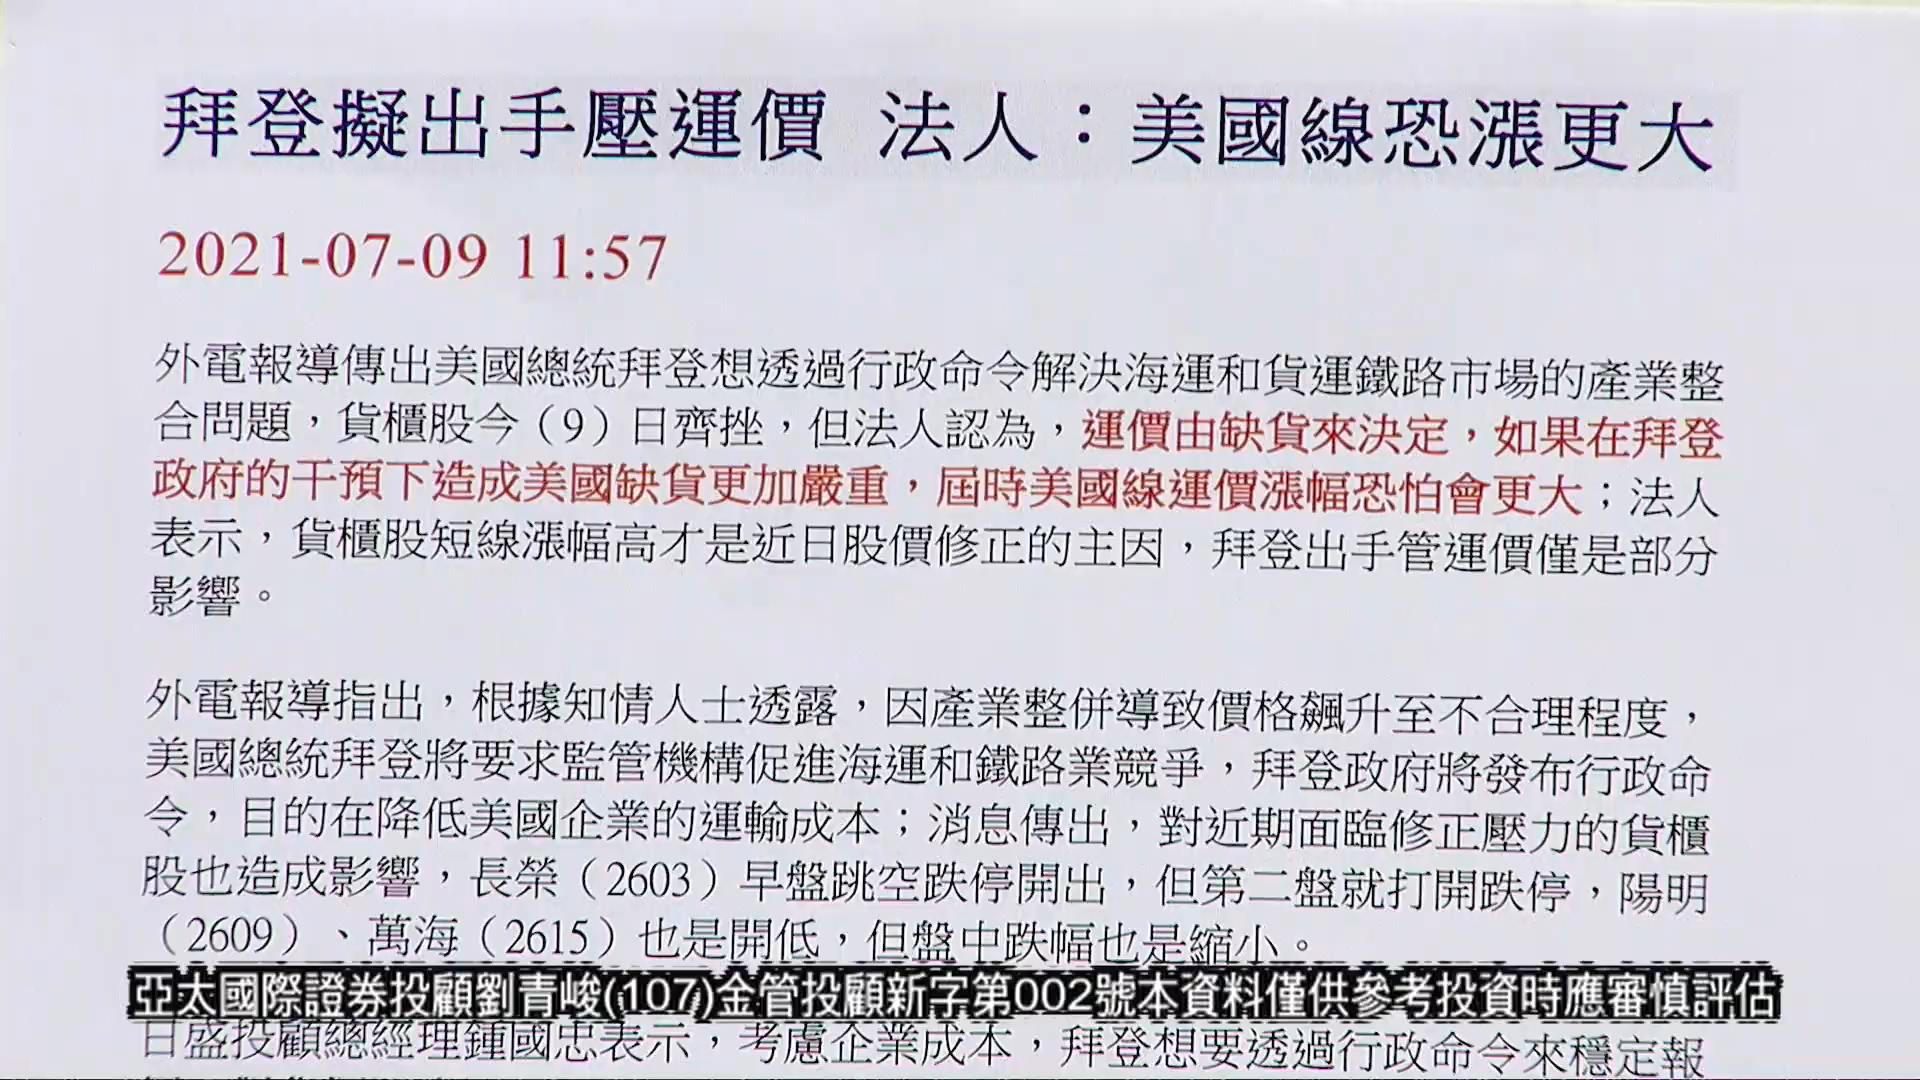 拜登擬出手壓運價 法人：美國線恐漲更大
2021-07-09 11:57
外電報導傳出美國總統拜登想透過行政命令解決海運和貨運鐵路市場的產業整
合問題，貨櫃股今（9）日齊挫，但法人認為，運價由缺貨來決定，如果在拜登
政府的干預下造成美國缺貨更加嚴重，屆時美國線運價漲幅恐怕會更大；法人
表示，貨櫃股短線漲幅高才是近日股價修正的主因，拜登出手管運價僅是部分
影響。
外電報導指出，根據知情人士透露，因產業整併導致價格飆升至不合理程度，
美國總統拜登將要求監管機構促進海運和鐵路業競爭，拜登政府將發布行政命
令，目的在降低美國企業的運輸成本；消息傳出，對近期面臨修正壓力的貨櫃
股也造成影響，長榮（2603）早盤跳空跌停開出，但第二盤就打開跌停，陽明
（2609）、萬海（2615）也是開低，但盤中跌幅也是縮小。
亞太國際證券投顧劉青峻(107)金管投顧新字第002號本資料僅供參考投資時應審慎評估
日盛投顧總經理鍾國忠表示，考慮企業成本，拜登想要透過行政命令來穩定報